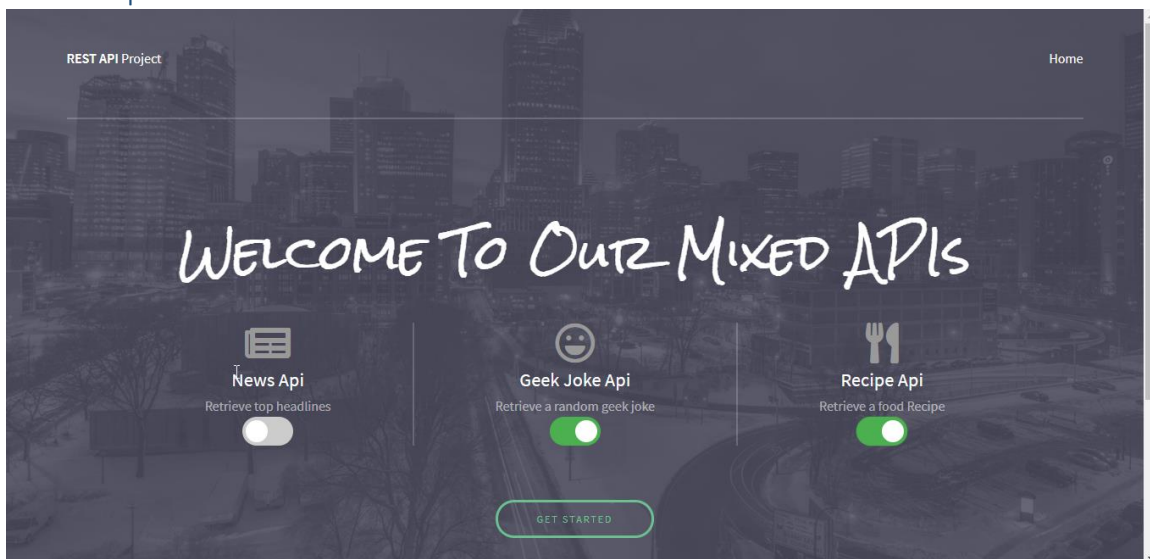 REST API Project
Home
WELCOME TO OUR MIXED APIs
News Api
Retrieve top headlines
Geek Joke Api
Retrieve a random geek joke
Recipe Api
Retrieve a food Recipe
GET STARTED